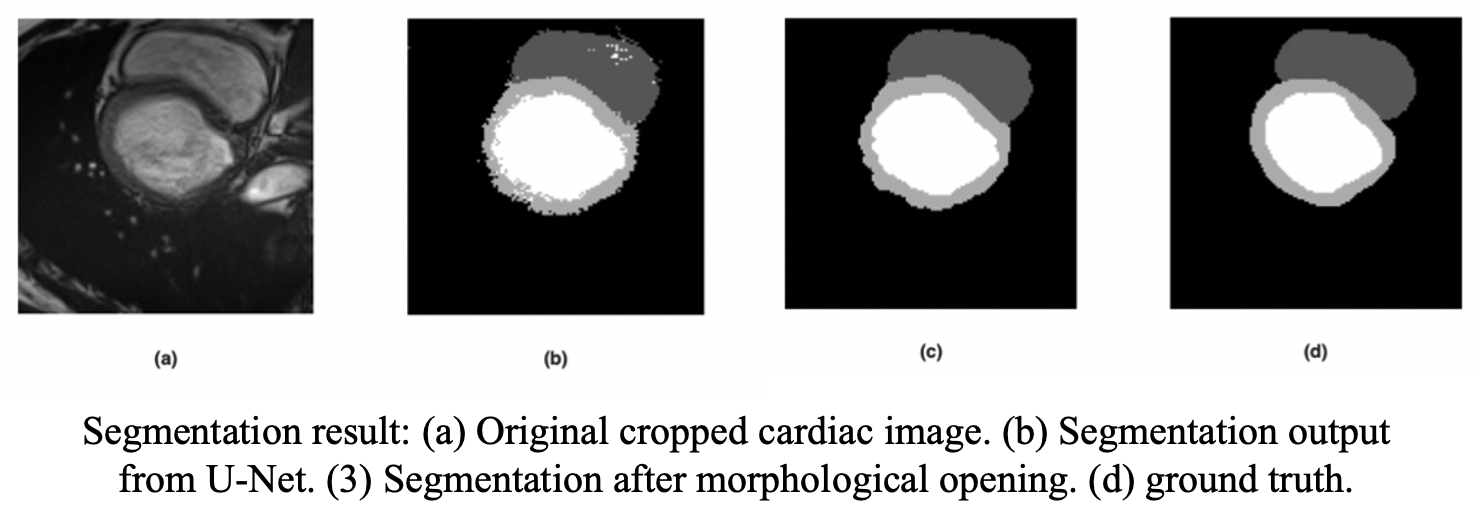 (a) (b) (c) (d)
Segmentation result: (a) Original cropped cardiac image. (b) Segmentation output
from U-Net. (3) Segmentation after morphological opening. (d) ground truth.